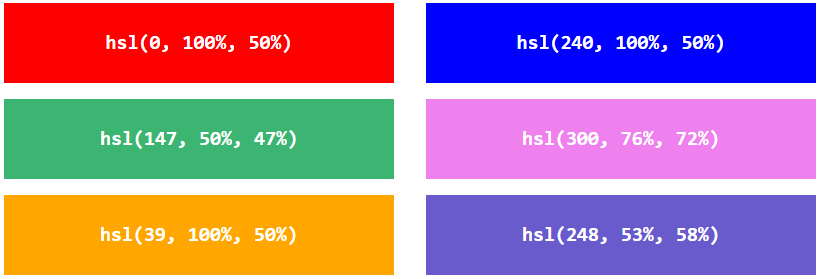 hsl(0, 100%, 50%)
hsl(240, 100%, 50%)
hsl(147, 50%, 47%)
hsl(300, 76%, 72%)
hsl(39, 100%, 50%)
hsl(248, 53%, 58%)